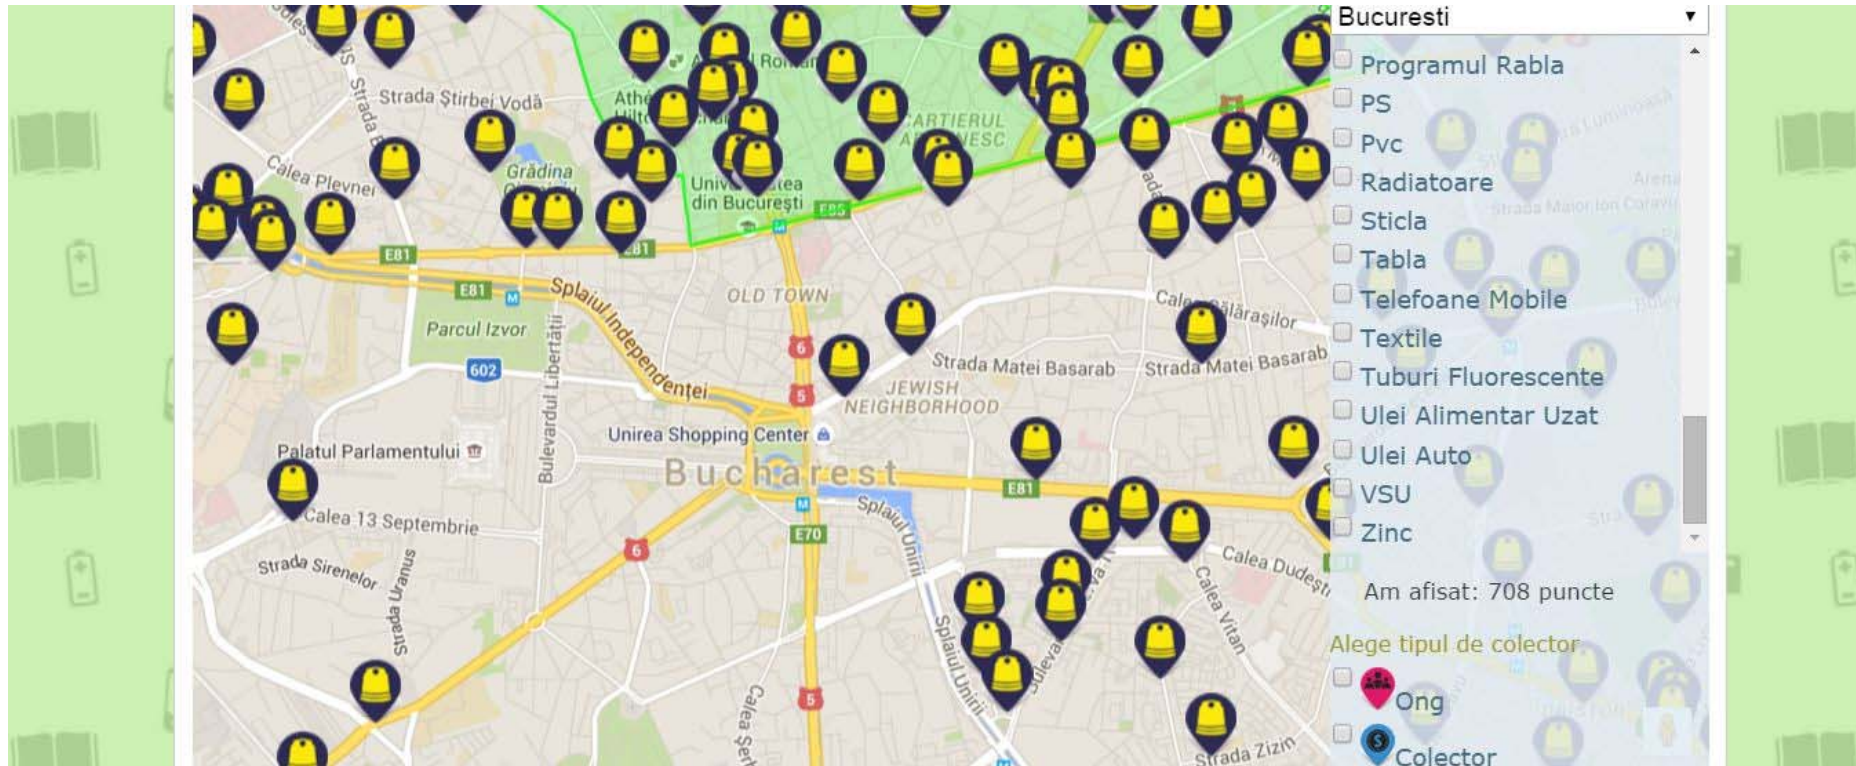 Bucuresti
Programul Rabla
PS
Pvc
Radiatoare
Sticla
Tabla
Telefoane Mobile
Textile
Tuburi Fluorescente
Ulei Alimentar Uzat
Ulei Auto
VSU
Zinc
Am afisat: 708 puncte
Alege tipul de colector
Ong
Colector
Strada Știrbei Vodă
Calea Plevnei
Grădina
CARTIERUL
din București
E85
E81
E81
E81
M
M
OLD TOWN
Splaiul Independenței
Parcul Izvor
Bulevardul Libertății
602
6
5
Strada Matei Basarab
Strada Matei Basarab
JEWISH
NEIGHBORHOOD
Unirea Shopping Center
Palatul Parlamentului
Bucharest
E81
M
E70
Splaiul Unirii
Calea 13 Septembrie
Strada Sirenelor
Strada Uranus
6
5
Splaiul Unirii
Calea Vitan
Strada Zizin